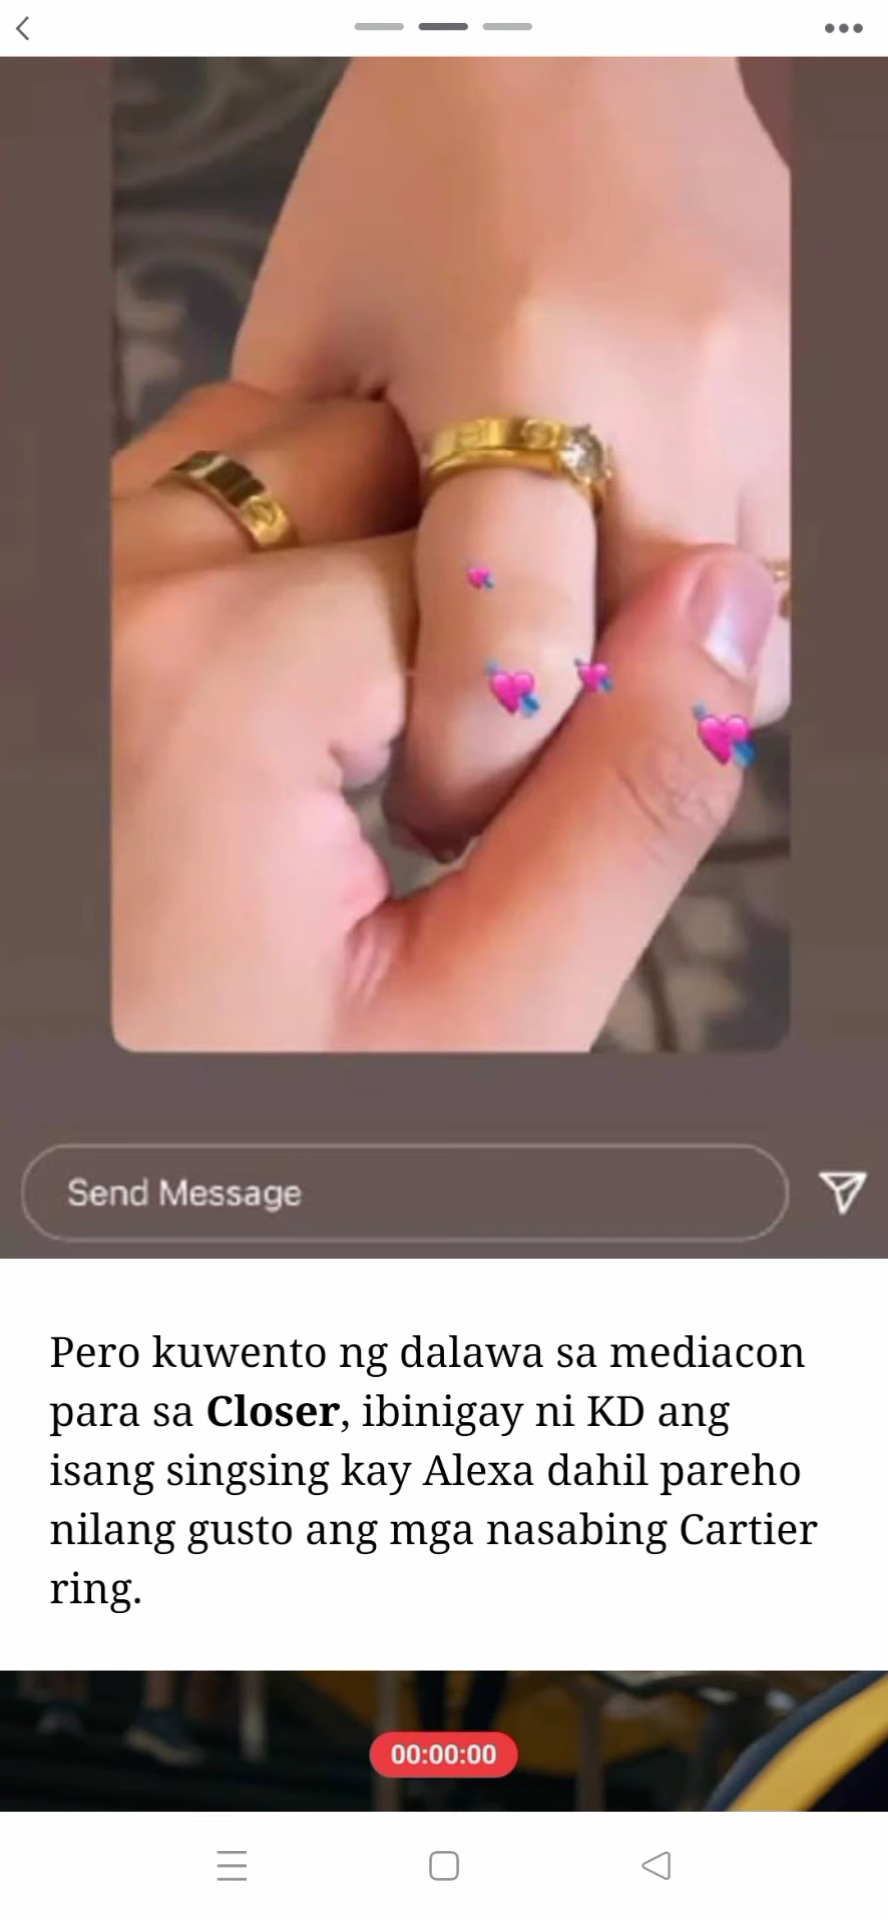 Send Message
Pero kuwento ng dalawa sa mediacon
para sa Closer, ibinigay ni KD ang
isang singsing kay Alexa dahil pareho
nilang gusto ang mga nasabing Cartier
ring.
00:00:00